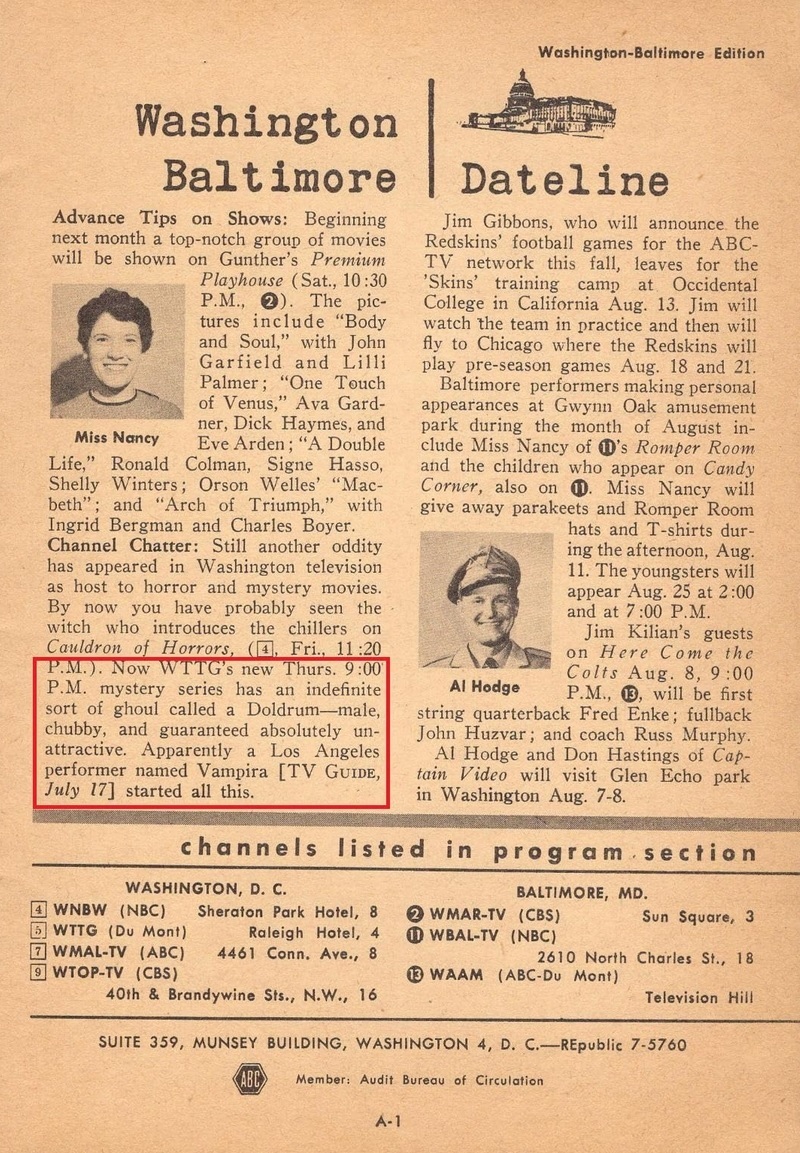 Washington-Baltimore Edition
Washington
Baltimore
Dateline
Advance Tips on Shows: Beginning
next month a top-notch group of movies
will be shown on Gunther's Premium
Playhouse (Sat., 10:30
P.M., 2). The pic-
tures include "Body
and Soul," with John
Garfield and Lilli
Palmer; "One Touch
of Venus," Ava Gard-
ner, Dick Haymes, and
Eve Arden; "A Double
Miss Nancy
Life," Ronald Colman, Signe Hasso,
Shelly Winters; Orson Welles' "Mac-
beth"; and "Arch of Triumph," with
Ingrid Bergman and Charles Boyer.
Channel Chatter: Still another oddity
has appeared in Washington television
as host to horror and mystery movies.
By now you have probably seen the
witch who introduces the chillers on
Cauldron of Horrors, (4, Fri., 11:20
P.M.). Now WTTG's new Thurs. 9:00
P.M. mystery series has an indefinite
sort of ghoul called a Doldrum—male,
chubby, and guaranteed absolutely un-
attractive. Apparently a Los Angeles
performer named Vampira [TV GUIDE,
July 17] started all this.
Jim Gibbons, who will announce the
Redskins' football games for the ABC-
TV network this fall, leaves for the
'Skins' training camp at Occidental
College in California Aug. 13. Jim will
watch the team in practice and then will
fly to Chicago where the Redskins will
play pre-season games Aug. 18 and 21.
Baltimore performers making personal
appearances at Gwynn Oak amusement
park during the month of August in-
clude Miss Nancy of 11's Romper Room
and the children who appear on Candy
Corner, also on 11. Miss Nancy will
give away parakeets and Romper Room
hats and T-shirts dur-
ing the afternoon, Aug.
11. The youngsters will
appear Aug. 25 at 2:00
and at 7:00 P.M.
Jim Kilian's guests
on Here Come the
Colts Aug. 8, 9:00
P.M., 13, will be first
Al Hodge
string quarterback Fred Enke; fullback
John Huzvar; and coach Russ Murphy.
Al Hodge and Don Hastings of Cap-
tain Video will visit Glen Echo park
in Washington Aug. 7-8.
channels listed in program section
WASHINGTON, D. C.
4 WNBW (NBC) Sheraton Park Hotel, 8
5 WTTG (Du Mont) Raleigh Hotel, 4
7 WMAL-TV (ABC) 4461 Conn. Ave., 8
9 WTOP-TV (CBS)
40th & Brandywine Sts., N.W., 16
BALTIMORE, MD.
2 WMAR-TV (CBS) Sun Square, 3
11 WBAL-TV (NBC)
2610 North Charles St., 18
13 WAAM (ABC-Du Mont)
Television Hill
SUITE 359, MUNSEY BUILDING, WASHINGTON 4, D. C.—REpublic 7-5760
ABC Member: Audit Bureau of Circulation
A-1